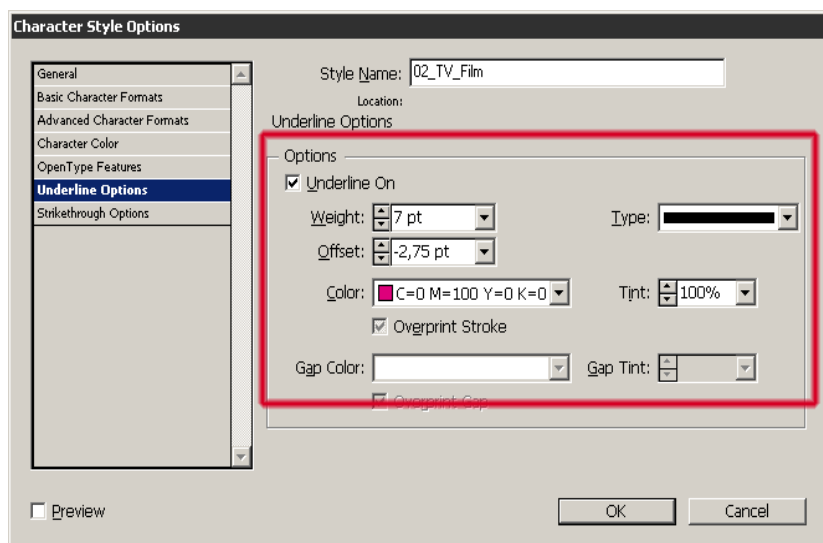 Character Style Options
General
Basic Character Formats
Advanced Character Formats
Character Color
OpenType Features
Underline Options
Strikethrough Options
Style Name: 02_TV_Film
Location:
Underline Options
Options
Underline On
Weight: 7 pt
Type:
Offset: -2,75 pt
Color: C=0 M=100 Y=0 K=0
Tint: 100%
Overprint Stroke
Gap Color:
Gap Tint:
Overprint Gap
Preview
OK
Cancel